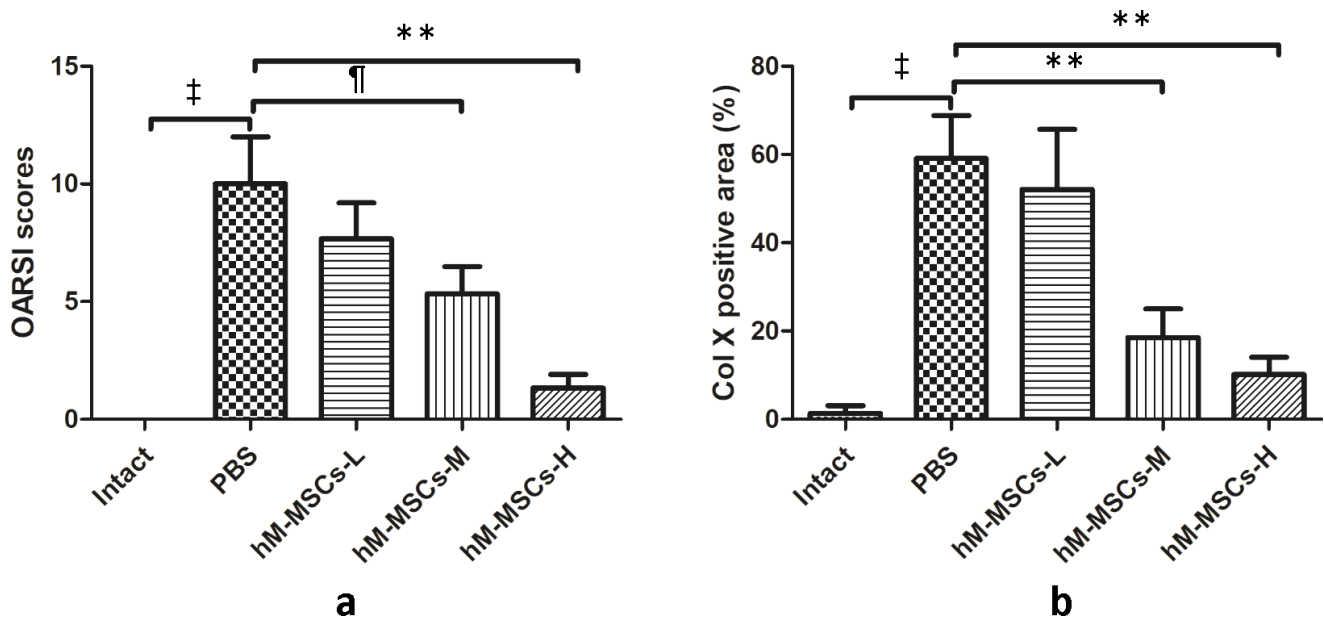 **
¶
‡
15
10
5
0
OARSI scores
Intact
PBS
hM-MSCs-L
hM-MSCs-M
hM-MSCs-H
a
**
**
‡
80
60
40
20
0
Col X positive area (%)
Intact
PBS
hM-MSCs-L
hM-MSCs-M
hM-MSCs-H
b